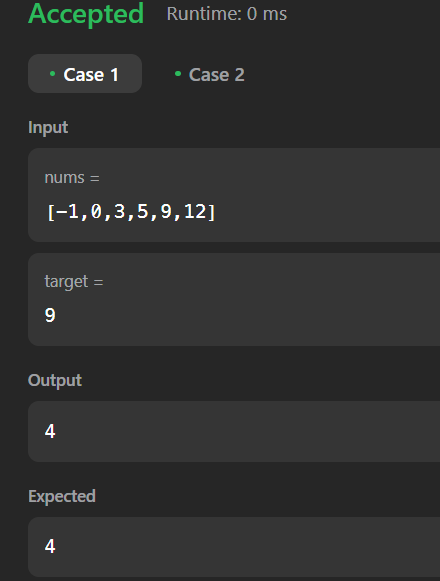 Accepted Runtime: 0 ms
• Case 1 • Case 2
Input
nums =
[-1,0,3,5,9,12]
target =
9
Output
4
Expected
4